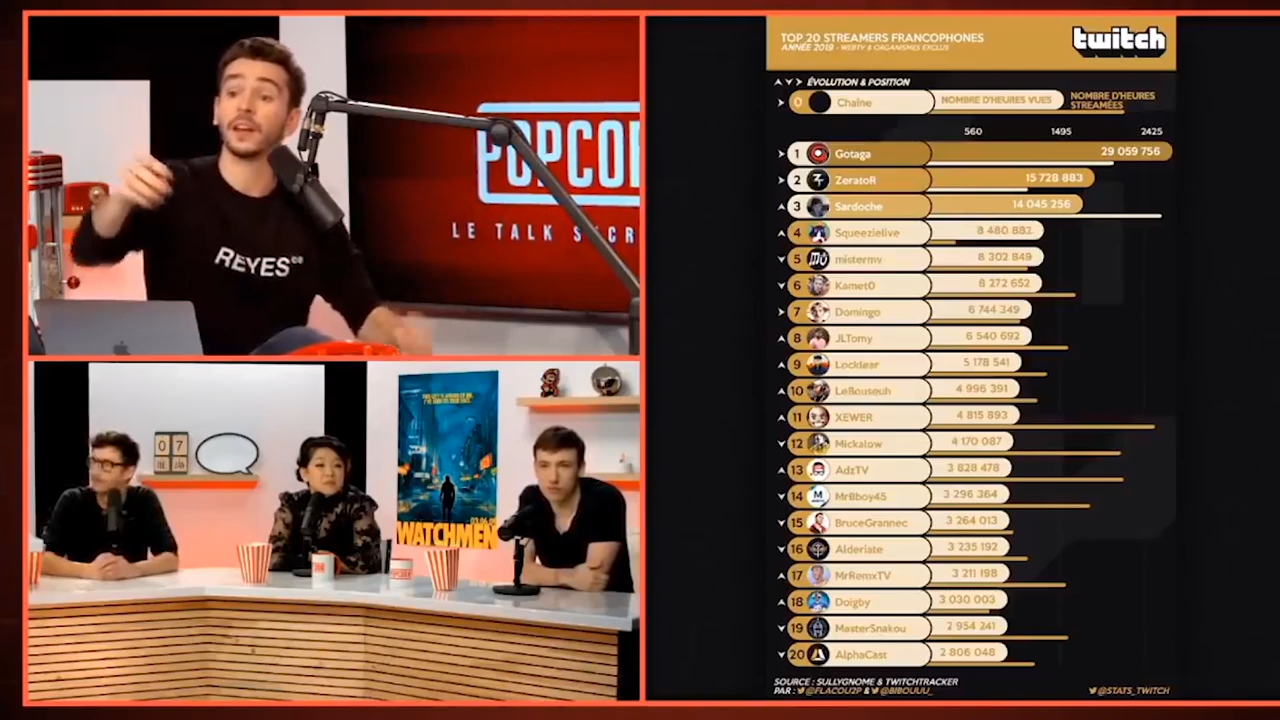 REYES
POPCO
LE TALK S CR
07
WATCHMEN
TOP 20 STREAMERS FRANCOPHONES
ANNÉE 2019 - WEBTV & ORGANISMES EXCLUS
twitch
ÉVOLUTION & POSITION
0 Chaîne NOMBRE D'HEURES VUES NOMBRE D'HEURES STREAMÉES
560 1495 2425
1 Gotaga 29 059 756
2 ZeratoR 15 728 883
3 Sardoche 14 045 256
4 Squeezielive 8 480 882
5 mistermv 8 302 849
6 Kamet0 8 272 652
7 Domingo 6 744 349
8 JLTomy 6 540 692
9 Locklear 5 178 541
10 LeBouseuh 4 996 391
11 XEWER 4 815 893
12 Mickalow 4 170 087
13 AdzTV 3 828 478
14 MrBboy45 3 296 364
15 BruceGrannec 3 264 013
16 Alderiate 3 235 192
17 MrRemxTV 3 211 198
18 Doigby 3 030 003
19 MasterSnakou 2 954 241
20 AlphaCast 2 806 048
SOURCE : SULLYGNOME & TWITCHTRACKER
PAR : @FLACOU2P & @BIBOUUU_
@STATS_TWITCH